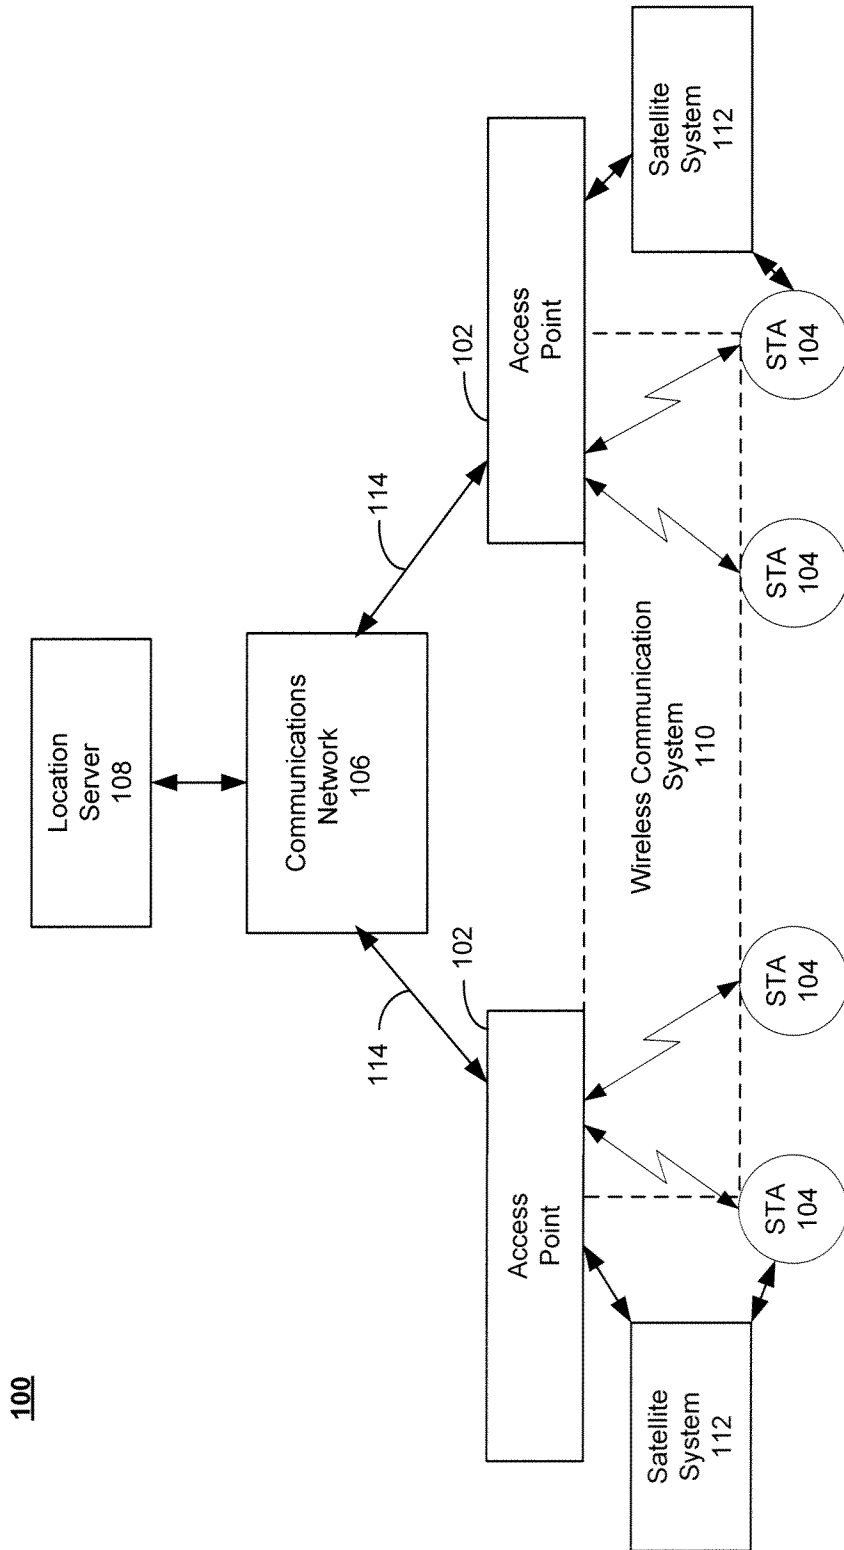 100
Location
Server
108
Communications
Network
106
114
114
102
102
Access
Point
Access
Point
Wireless Communication
System
110
Satellite
System
112
Satellite
System
112
STA
104
STA
104
STA
104
STA
104